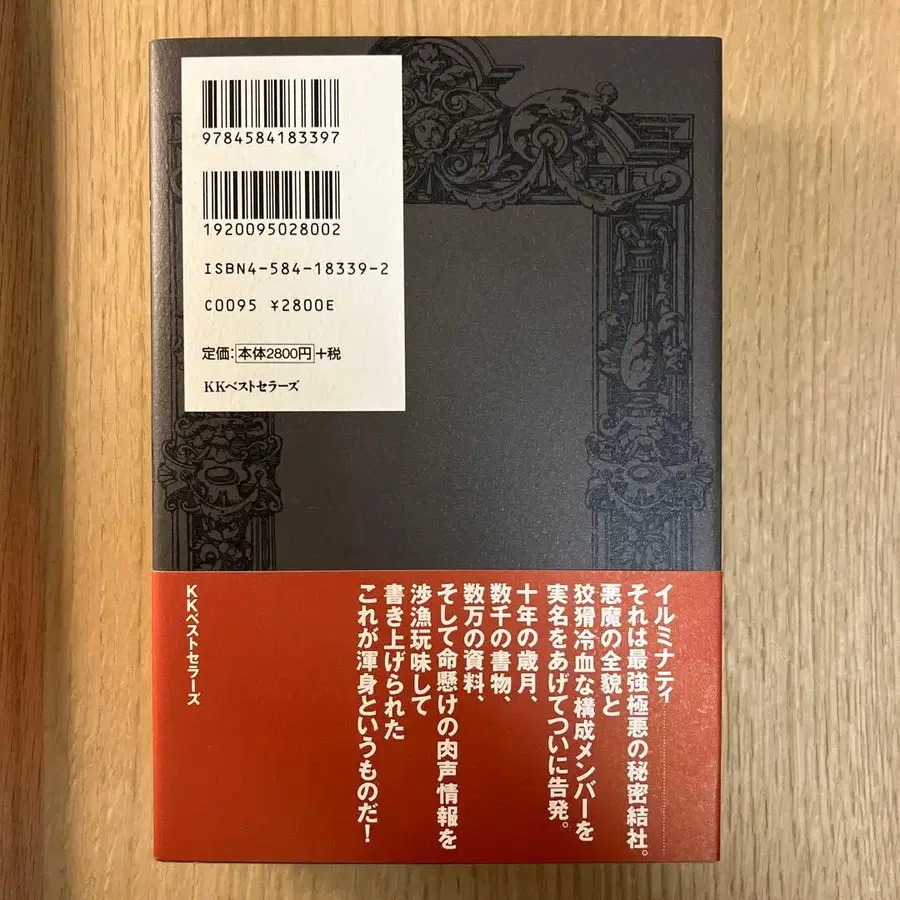 9784584183397
1920095028002
ISBN4-584-18339-2
C0095 ¥2800E
定価：本体2800円+税
KKベストセラーズ
イルミナティ
それは最強極悪の秘密結社。
悪魔の全貌と
狡猾冷血な構成メンバーを
実名をあげてついに告発。
十年の歳月、
数千の書物、
数万の資料、
そして命懸けの肉声情報を
渉漁玩味して
書き上げられた
これが渾身というものだ！
KKベストセラーズ